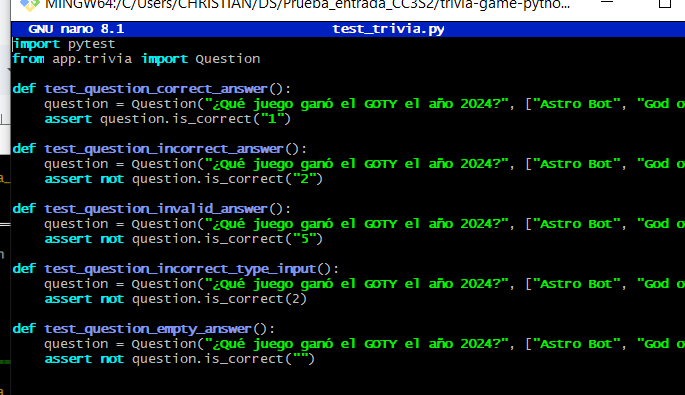 MINGW64:/C/Users/CHRISTIAN/DS/Prueba_entrada_CC3S2/trivia-game-pytho...
GNU nano 8.1 test_trivia.py
import pytest
from app.trivia import Question
def test_question_correct_answer():
question = Question("¿Qué juego ganó el GOTY el año 2024?", ["Astro Bot", "God o
assert question.is_correct("1")
def test_question_incorrect_answer():
question = Question("¿Qué juego ganó el GOTY el año 2024?", ["Astro Bot", "God o
assert not question.is_correct("2")
def test_question_invalid_answer():
question = Question("¿Qué juego ganó el GOTY el año 2024?", ["Astro Bot", "God o
assert not question.is_correct("5")
def test_question_incorrect_type_input():
question = Question("¿Qué juego ganó el GOTY el año 2024?", ["Astro Bot", "God o
assert not question.is_correct(2)
def test_question_empty_answer():
question = Question("¿Qué juego ganó el GOTY el año 2024?", ["Astro Bot", "God o
assert not question.is_correct("")